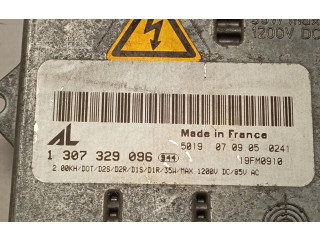 1200V DC
AL
Made in France
1 307 329 096 944
5019 07 09 05 0241
19FM0910
2.00KH/DOT/D2S/D2R/D1S/D1R/35W/MAX 1200V DC/85V AC